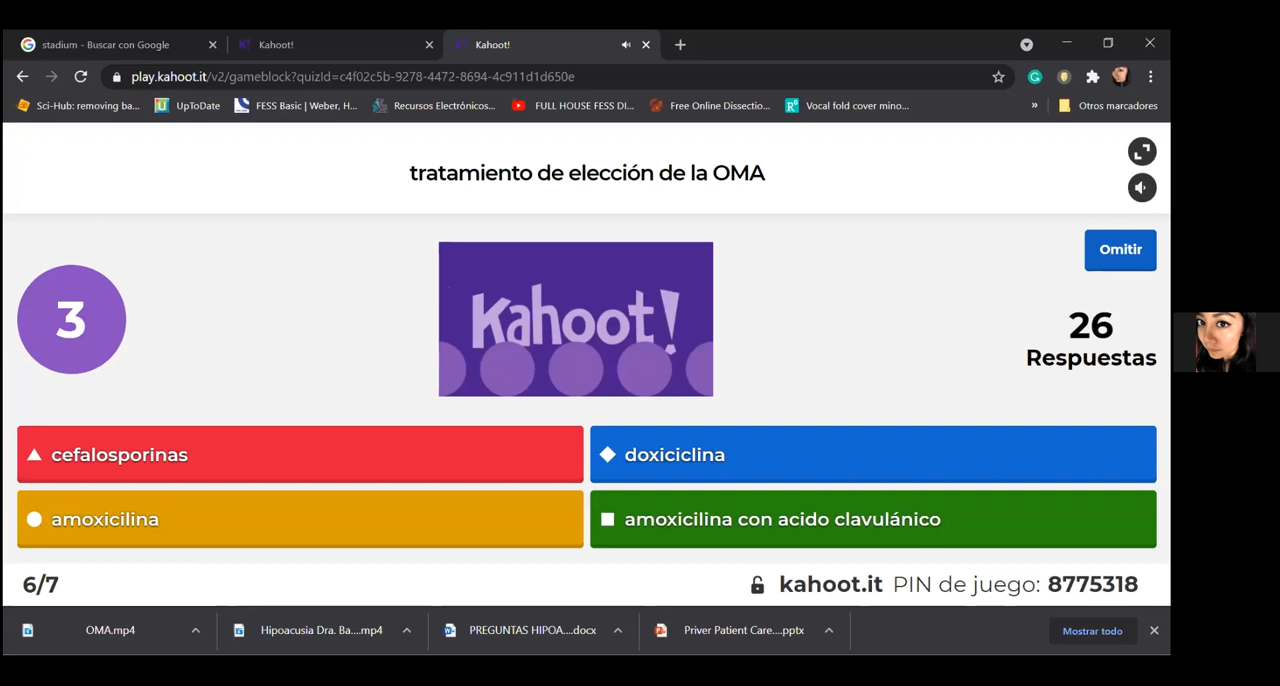 stadium - Buscar con Google
Kahoot!
Kahoot!
play.kahoot.it/v2/gameblock?quizId=c4f02c5b-9278-4472-8694-4c911d1d650e
Sci-Hub: removing ba... UpToDate FESS Basic | Weber, H... Recursos Electrónicos... FULL HOUSE FESS DI... Free Online Dissectio... Vocal fold cover mino... » Otros marcadores
tratamiento de elección de la OMA
Omitir
3
Kahoot!
26
Respuestas
cefalosporinas
doxiciclina
amoxicilina
amoxicilina con acido clavulánico
6/7
kahoot.it PIN de juego: 8775318
OMA.mp4
Hipoacusia Dra. Ba....mp4
PREGUNTAS HIPOA....docx
Priver Patient Care....pptx
Mostrar todo